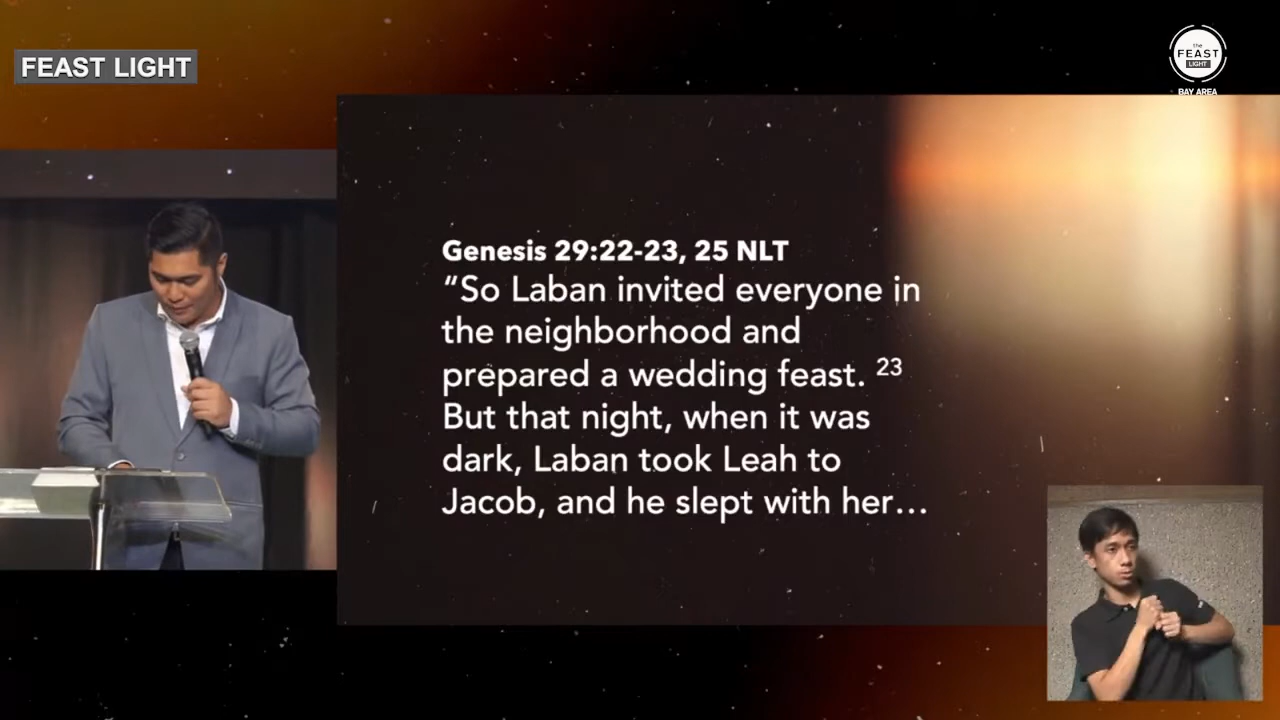 FEAST LIGHT
the
FEAST
LIGHT
BAY AREA
Genesis 29:22-23, 25 NLT
“So Laban invited everyone in
the neighborhood and
prepared a wedding feast. 23
But that night, when it was
dark, Laban took Leah to
Jacob, and he slept with her…